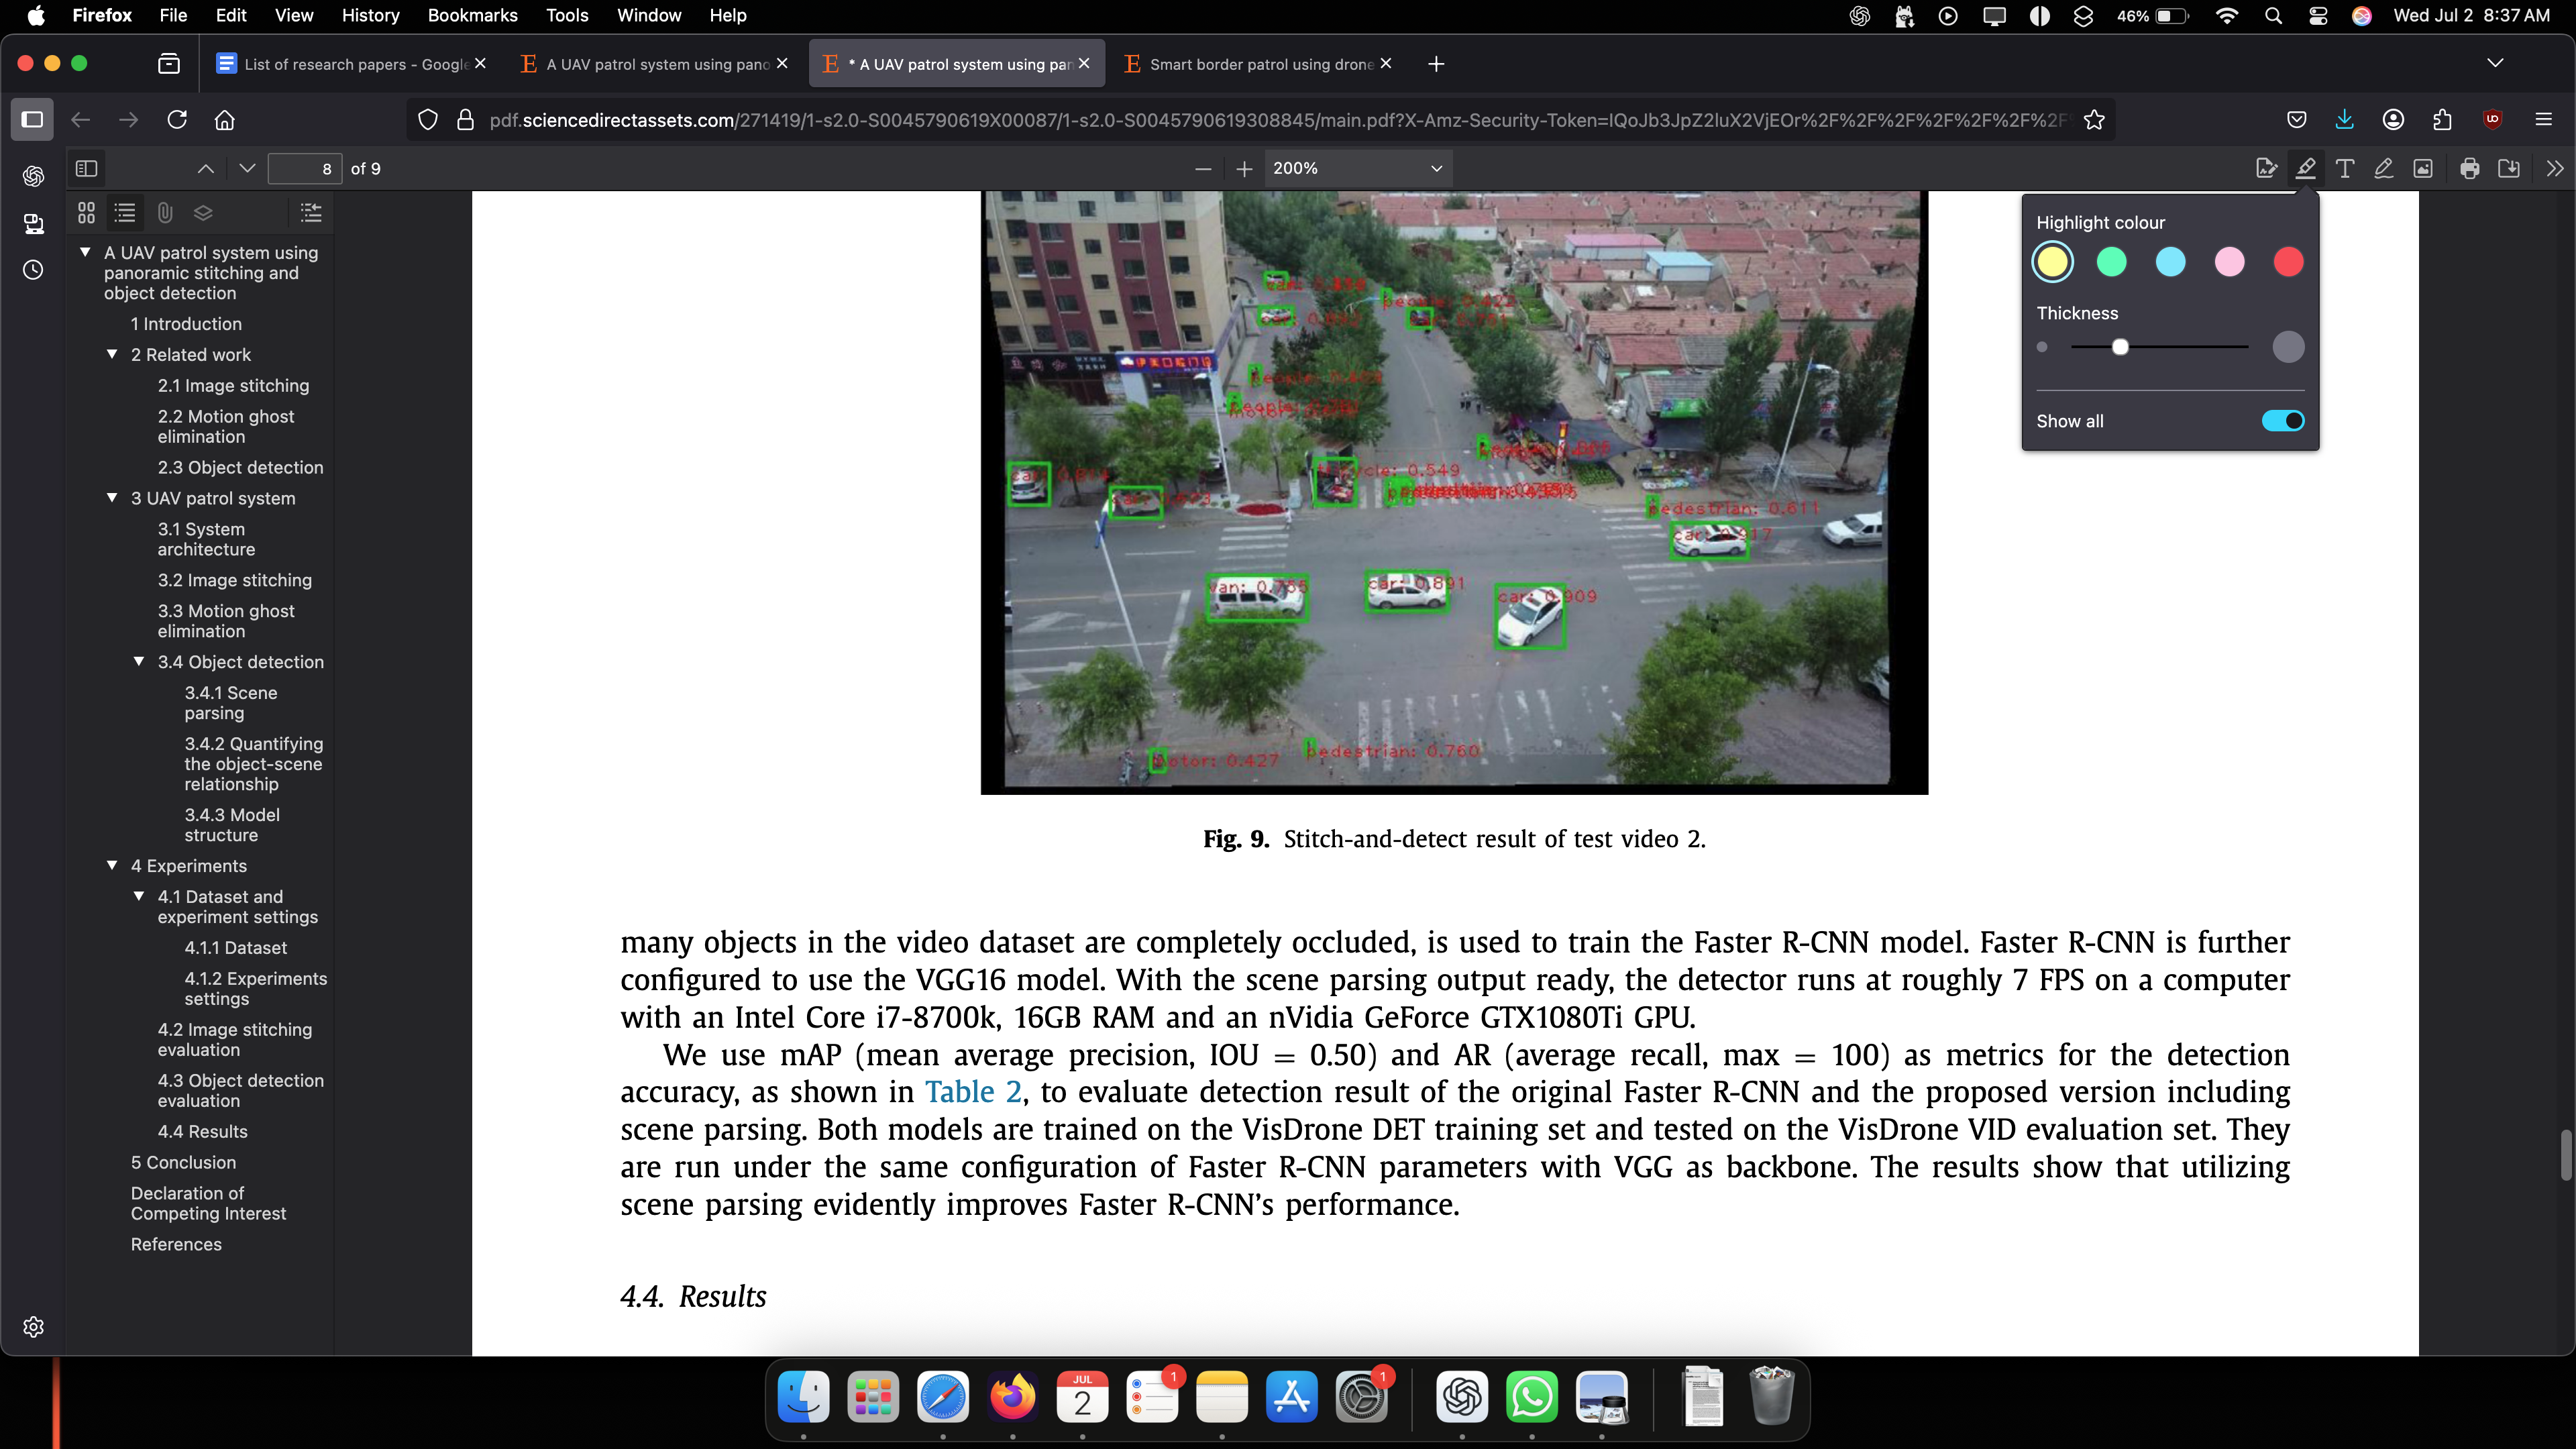 Firefox File Edit View History Bookmarks Tools Window Help 46% Wed Jul 2 8:37 AM
List of research papers - Google
A UAV patrol system using pano
* A UAV patrol system using pan
Smart border patrol using drone
pdf.sciencedirectassets.com/271419/1-s2.0-S0045790619X00087/1-s2.0-S0045790619308845/main.pdf?X-Amz-Security-Token=IQoJb3JpZ2luX2VjEOr%2F%2F%2F%2F%2F%2F%2F
8 of 9 200%
A UAV patrol system using
panoramic stitching and
object detection
1 Introduction
2 Related work
2.1 Image stitching
2.2 Motion ghost
elimination
2.3 Object detection
3 UAV patrol system
3.1 System
architecture
3.2 Image stitching
3.3 Motion ghost
elimination
3.4 Object detection
3.4.1 Scene
parsing
3.4.2 Quantifying
the object-scene
relationship
3.4.3 Model
structure
4 Experiments
4.1 Dataset and
experiment settings
4.1.1 Dataset
4.1.2 Experiments
settings
4.2 Image stitching
evaluation
4.3 Object detection
evaluation
4.4 Results
5 Conclusion
Declaration of
Competing Interest
References
Highlight colour
Thickness
Show all
people: 0.422
tricycle: 0.549
pedestrian: 0.611
car: 0.917
van: 0.755
car: 0.891
car: 0.909
motor: 0.427
pedestrian: 0.760
Fig. 9. Stitch-and-detect result of test video 2.
many objects in the video dataset are completely occluded, is used to train the Faster R-CNN model. Faster R-CNN is further
configured to use the VGG16 model. With the scene parsing output ready, the detector runs at roughly 7 FPS on a computer
with an Intel Core i7-8700k, 16GB RAM and an nVidia GeForce GTX1080Ti GPU.
We use mAP (mean average precision, IOU = 0.50) and AR (average recall, max = 100) as metrics for the detection
accuracy, as shown in Table 2, to evaluate detection result of the original Faster R-CNN and the proposed version including
scene parsing. Both models are trained on the VisDrone DET training set and tested on the VisDrone VID evaluation set. They
are run under the same configuration of Faster R-CNN parameters with VGG as backbone. The results show that utilizing
scene parsing evidently improves Faster R-CNN's performance.
4.4. Results
JUL
2
1
1